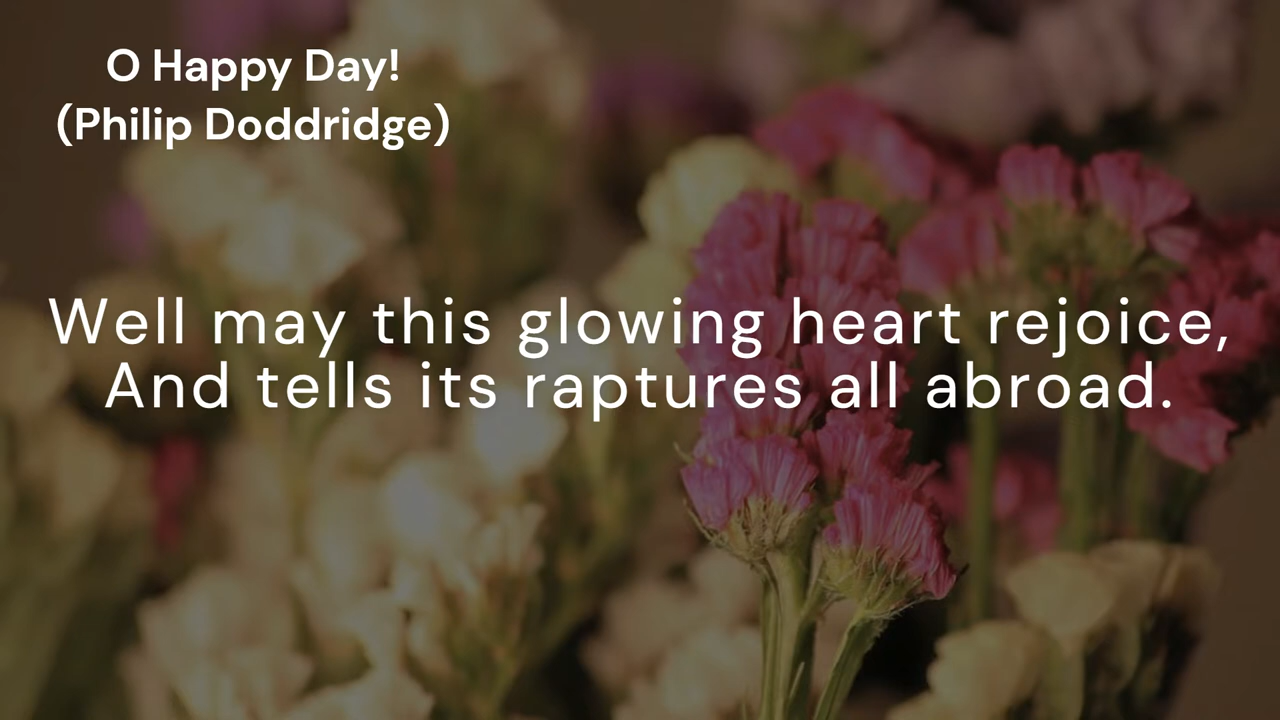 O Happy Day!
(Philip Doddridge)
Well may this glowing heart rejoice,
And tells its raptures all abroad.